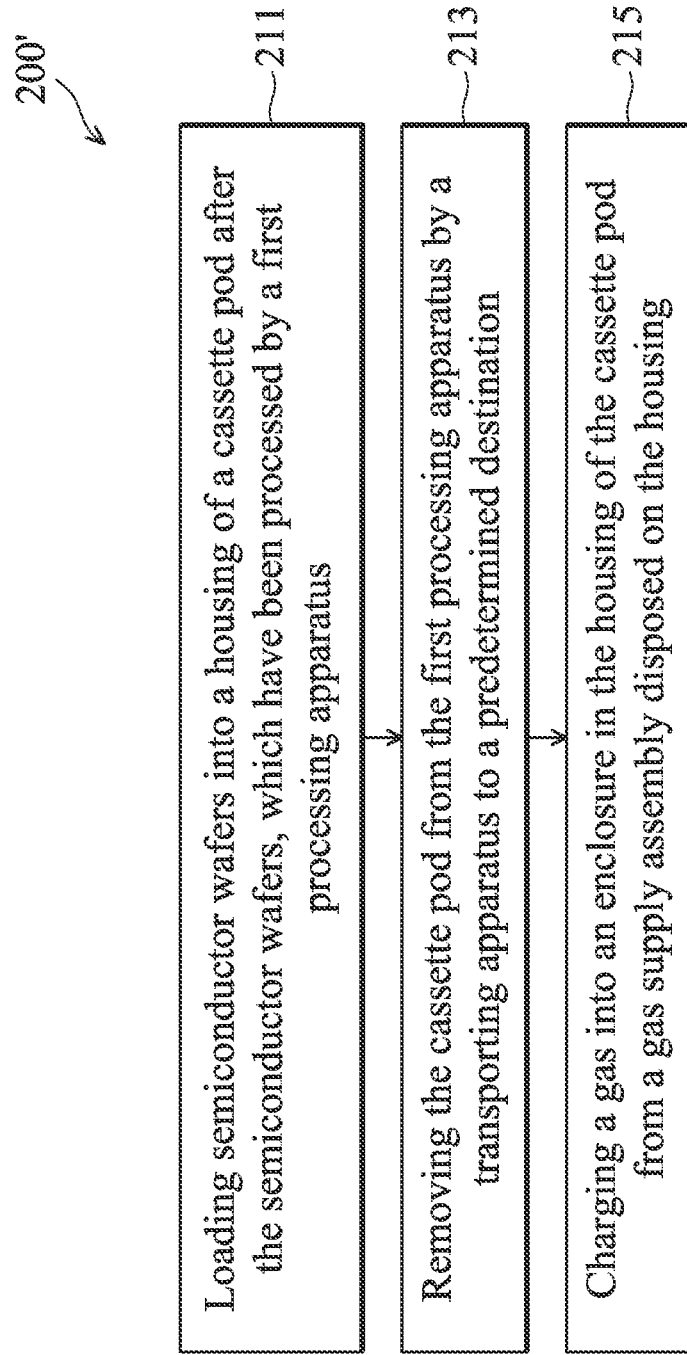 200'
Loading semiconductor wafers into a housing of a cassette pod after
the semiconductor wafers, which have been processed by a first
processing apparatus
211
Removing the cassette pod from the first processing apparatus by a
transporting apparatus to a predetermined destination
213
Charging a gas into an enclosure in the housing of the cassette pod
from a gas supply assembly disposed on the housing
215